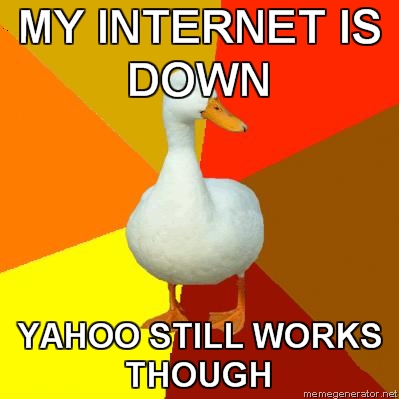 MY INTERNET IS
DOWN
YAHOO STILL WORKS
THOUGH
memegenerator.net